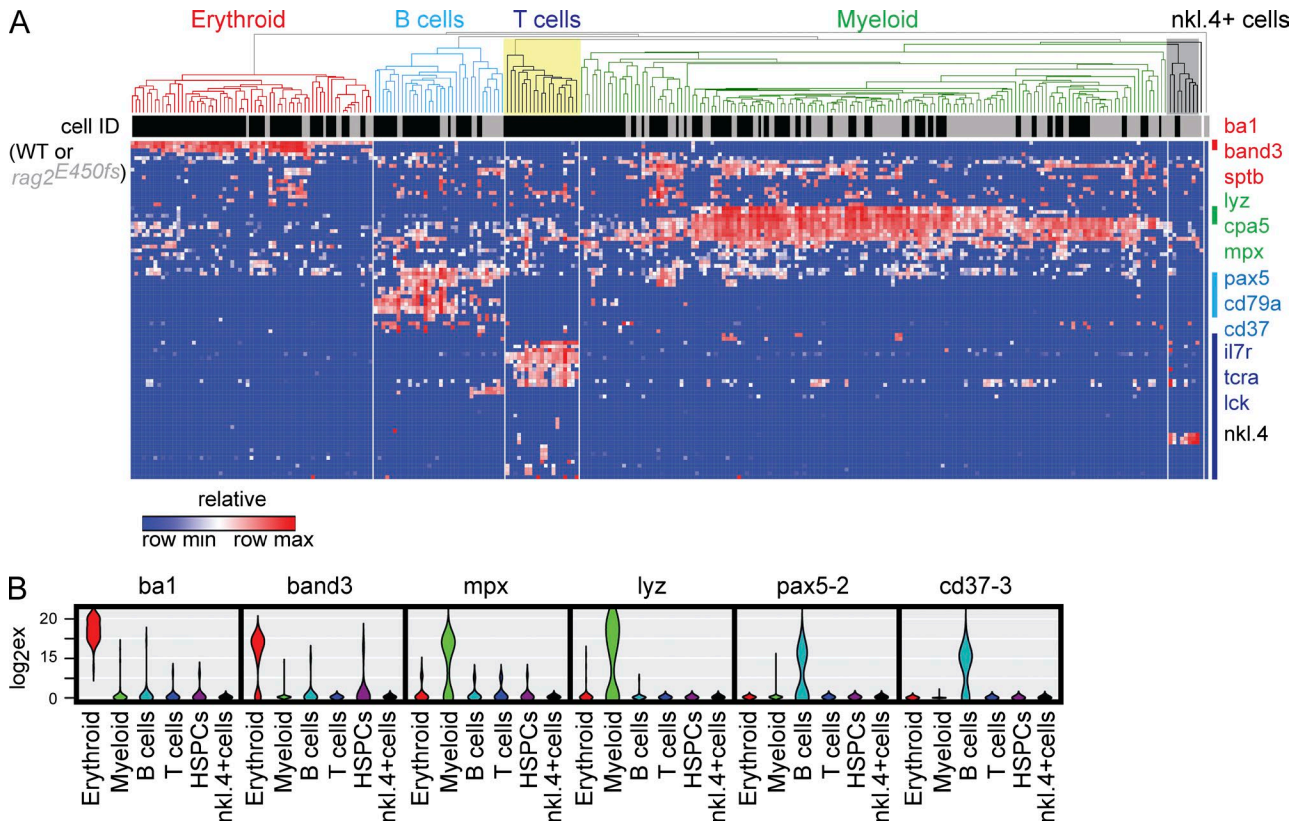 A
Erythroid
B cells
T cells
Myeloid
nkl.4+ cells
cell ID
(WT or
rag2E450fs)
ba1
band3
sptb
lyz
cpa5
mpx
pax5
cd79a
cd37
il7r
tcra
lck
nkl.4
relative
row min row max
B
ba1
band3
mpx
lyz
pax5-2
cd37-3
log2ex
20
15
0
Erythroid
Myeloid
B cells
T cells
HSPCs
nkl.4+cells
Erythroid
Myeloid
B cells
T cells
HSPCs
nkl.4+cells
Erythroid
Myeloid
B cells
T cells
HSPCs
nkl.4+cells
Erythroid
Myeloid
B cells
T cells
HSPCs
nkl.4+cells
Erythroid
Myeloid
B cells
T cells
HSPCs
nkl.4+cells
Erythroid
Myeloid
B cells
T cells
HSPCs
nkl.4+cells